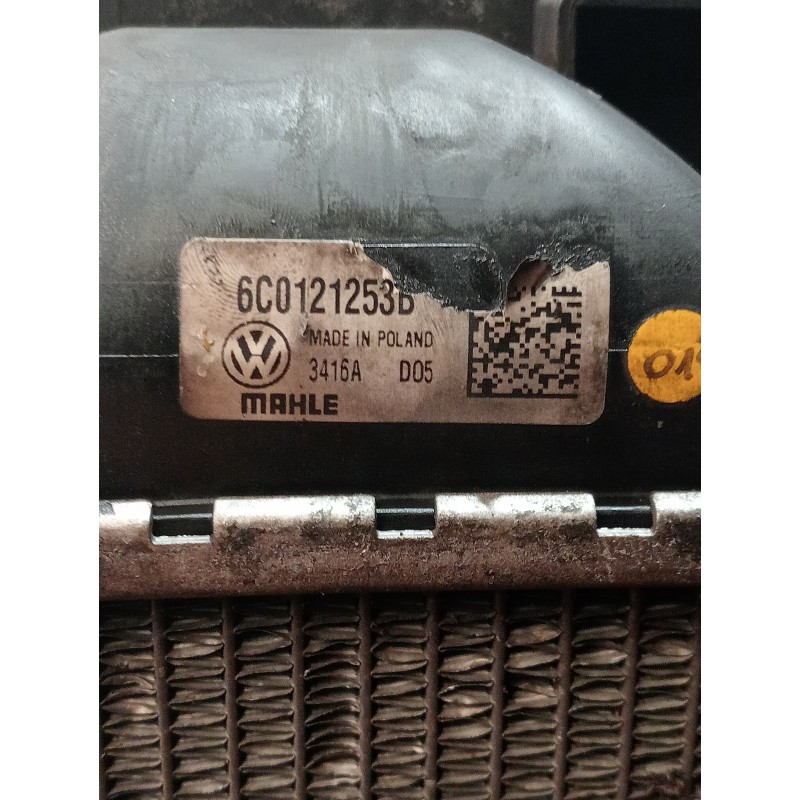 6C0121253B
MADE IN POLAND
3416A D05
MAHLE